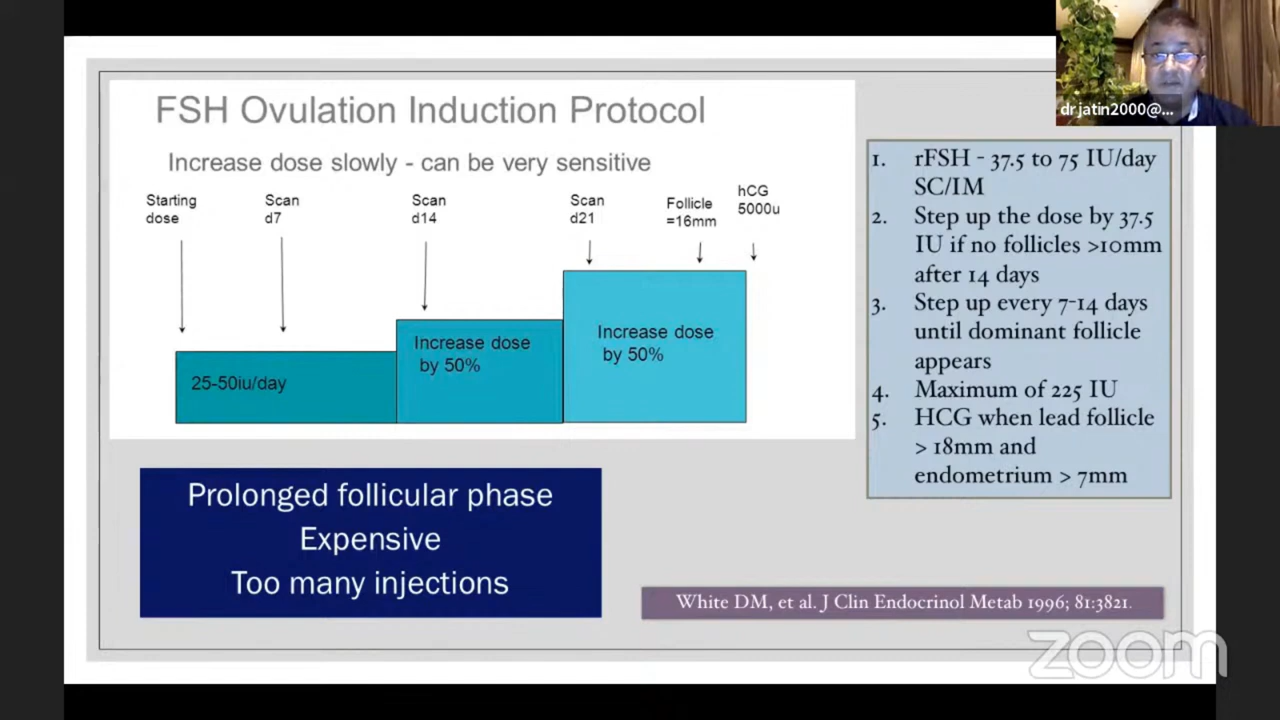 FSH Ovulation Induction Protocol
Increase dose slowly - can be very sensitive
Starting
dose
Scan
d7
Scan
d14
Scan
d21
Follicle
=16mm
hCG
5000u
25-50iu/day
Increase dose
by 50%
Increase dose
by 50%
Prolonged follicular phase
Expensive
Too many injections
drjatin2000@...
1. rFSH - 37.5 to 75 IU/day
SC/IM
2. Step up the dose by 37.5
IU if no follicles >10mm
after 14 days
3. Step up every 7-14 days
until dominant follicle
appears
4. Maximum of 225 IU
5. HCG when lead follicle
> 18mm and
endometrium > 7mm
White DM, et al. J Clin Endocrinol Metab 1996; 81:3821.
zoom